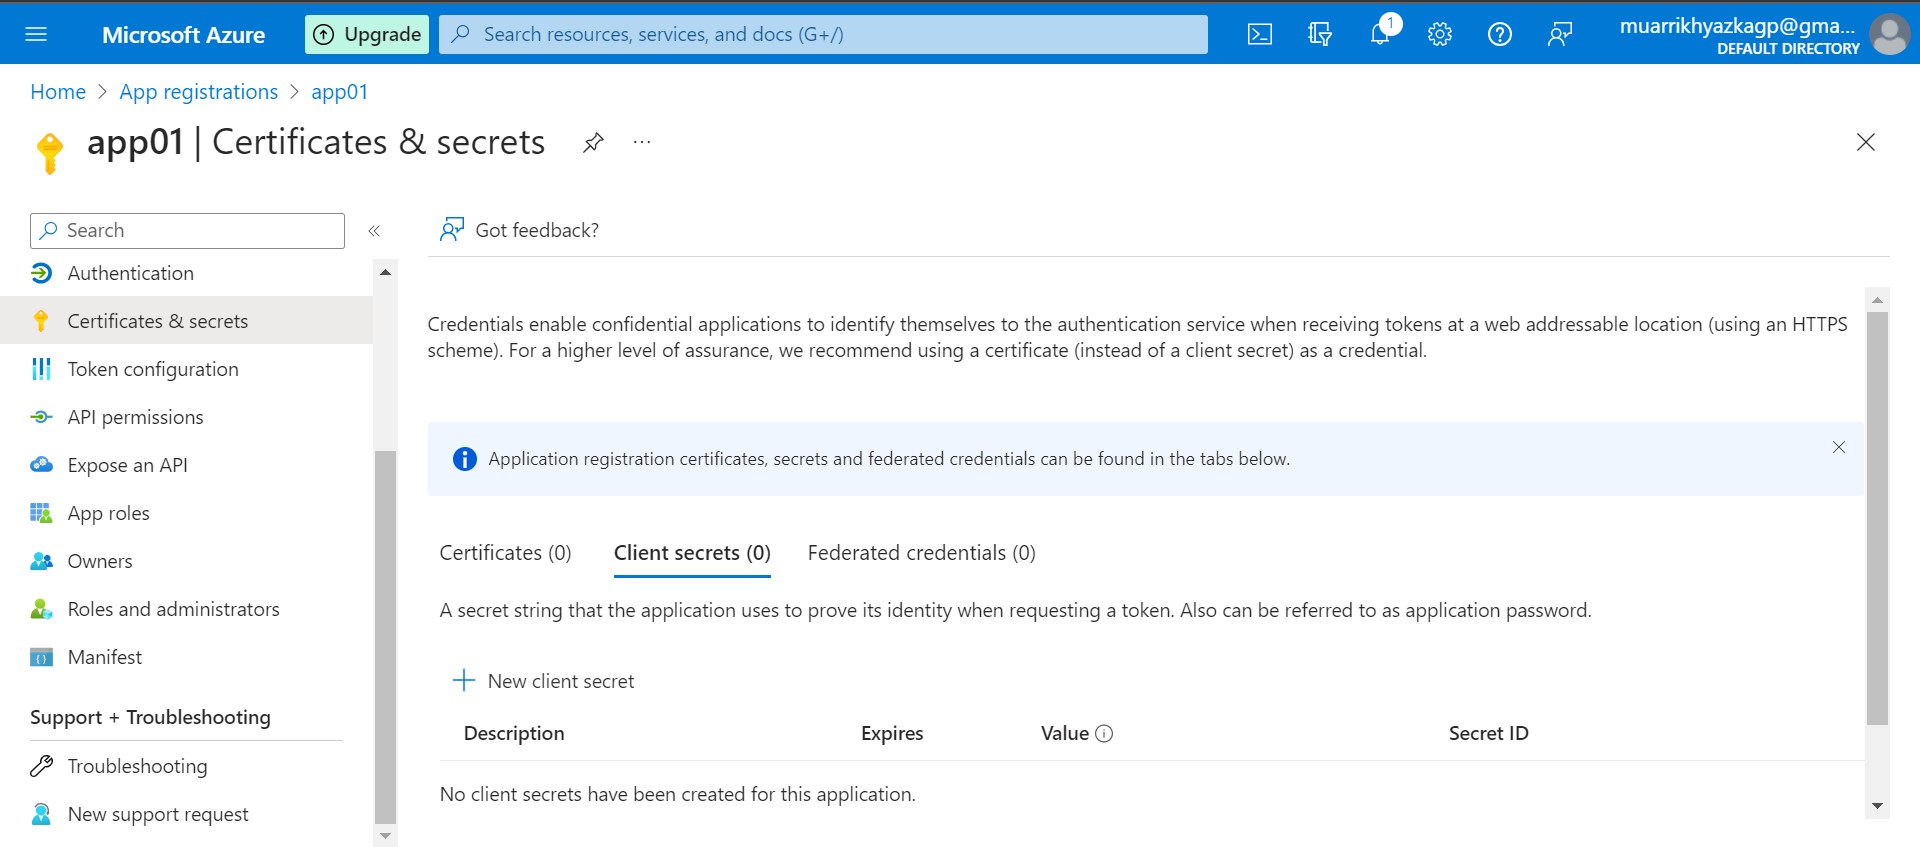 Microsoft Azure
Upgrade
Search resources, services, and docs (G+/)
1
muarrikhyazkagp@gma...
DEFAULT DIRECTORY
Home > App registrations > app01
app01 | Certificates & secrets
...
Search
«
Got feedback?
Authentication
Certificates & secrets
Token configuration
API permissions
Expose an API
App roles
Owners
Roles and administrators
Manifest
Support + Troubleshooting
Troubleshooting
New support request
Credentials enable confidential applications to identify themselves to the authentication service when receiving tokens at a web addressable location (using an HTTPS
scheme). For a higher level of assurance, we recommend using a certificate (instead of a client secret) as a credential.
Application registration certificates, secrets and federated credentials can be found in the tabs below.
Certificates (0) Client secrets (0) Federated credentials (0)
A secret string that the application uses to prove its identity when requesting a token. Also can be referred to as application password.
New client secret
Description Expires Value Secret ID
No client secrets have been created for this application.